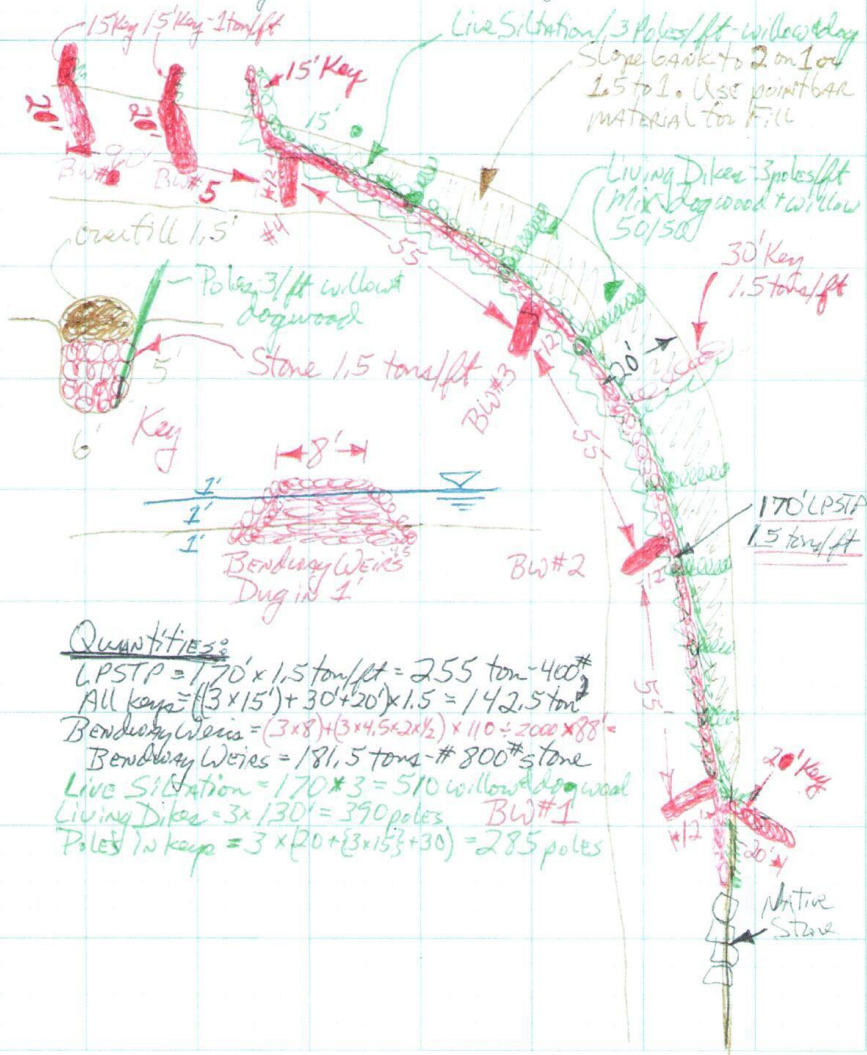 15' Key 15' Key-1 ton/ft
Live Siltation, 3 Poles/ft-willow+dog
15' Key
Slope bank to 2 on 1 or
1.5 to 1. Use point bar
material for Fill
20'
20'
15'
BW#
BW#5
#4
Living Dikes-3 poles/ft
Mix dogwood + willow
50/50
overfill 1.5'
55
30' Key
1.5 tons/ft
Poles, 3/ft willow+
dogwood
5'
Stone 1.5 tons/ft
12'
BW#3
20'
6'
Key
55'
8'
1'
1'
1'
170' LPSTP
1.5 ton/ft
Bendway Weirs
Dug in 1'
BW#2
12'
Quantities:
LPSTP = 170' x 1.5 ton/ft = 255 ton-400#
All keys = ((3x15')+30'+20')x1.5 = 142.5 ton
55'
Bendway Weirs = (3x8)+(3x4.5x2x½) x 110 ÷ 2000 x 88' =
Bendway Weirs = 181.5 tons-# 800# stone
Live Siltation = 170 x 3 = 510 willow+dogwood
20' Key
Living Dikes = 3x130' = 390 poles
BW#1
12'
20'
Poles in keys = 3 x {20+{3x15}+30) = 285 poles
Native
Stone